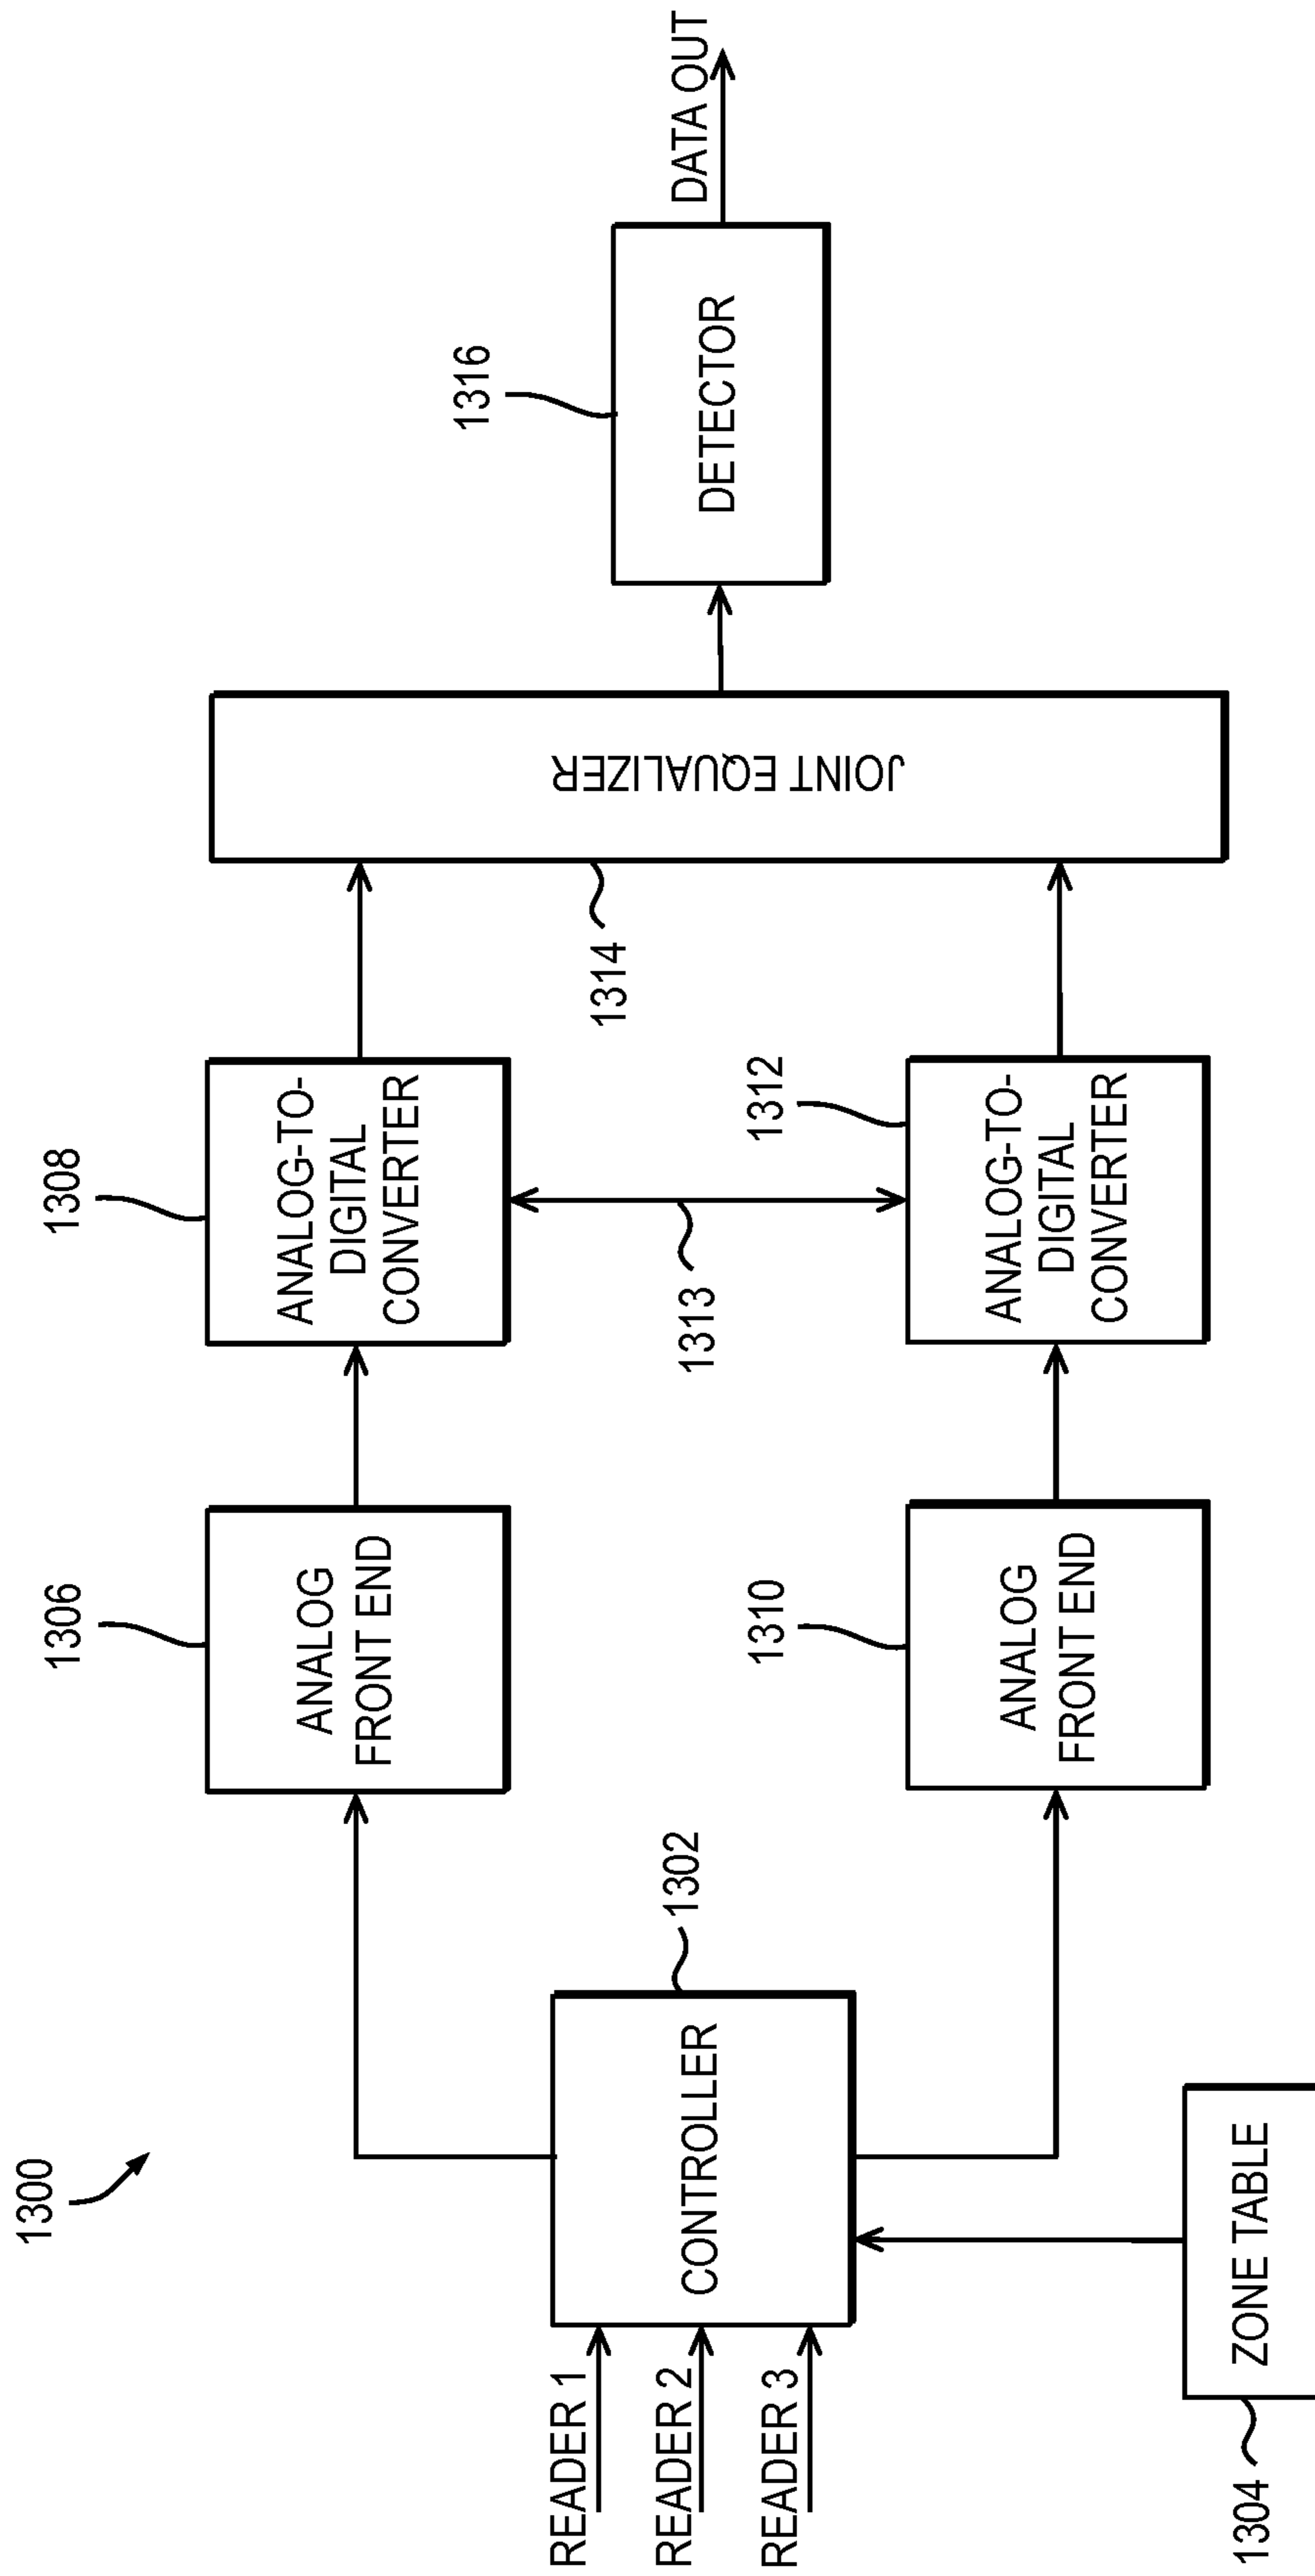 1300
READER 1
READER 2
READER 3
CONTROLLER
1302
ZONE TABLE
1304
ANALOG
FRONT END
1306
ANALOG-TO-
DIGITAL
CONVERTER
1308
ANALOG
FRONT END
1310
ANALOG-TO-
DIGITAL
CONVERTER
1312
1313
JOINT EQUALIZER
1314
DETECTOR
1316
DATA OUT